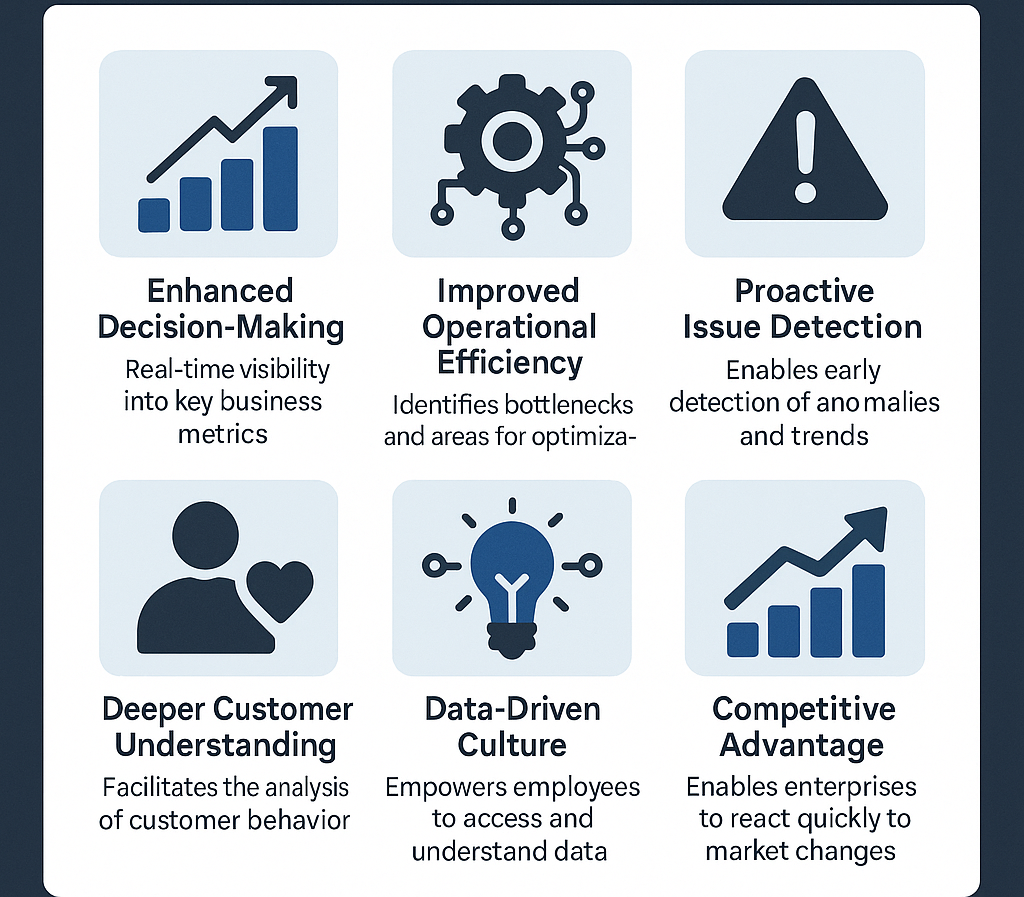 Enhanced
Decision-Making
Real-time visibility
into key business
metrics
Improved
Operational
Efficiency
Identifies bottlenecks
and areas for optimiza-
Proactive
Issue Detection
Enables early
detection of anomalies
and trends
Deeper Customer
Understanding
Facilitates the analysis
of customer behavior
Data-Driven
Culture
Empowers employees
to access and
understand data
Competitive
Advantage
Enables enterprises
to react quickly to
market changes